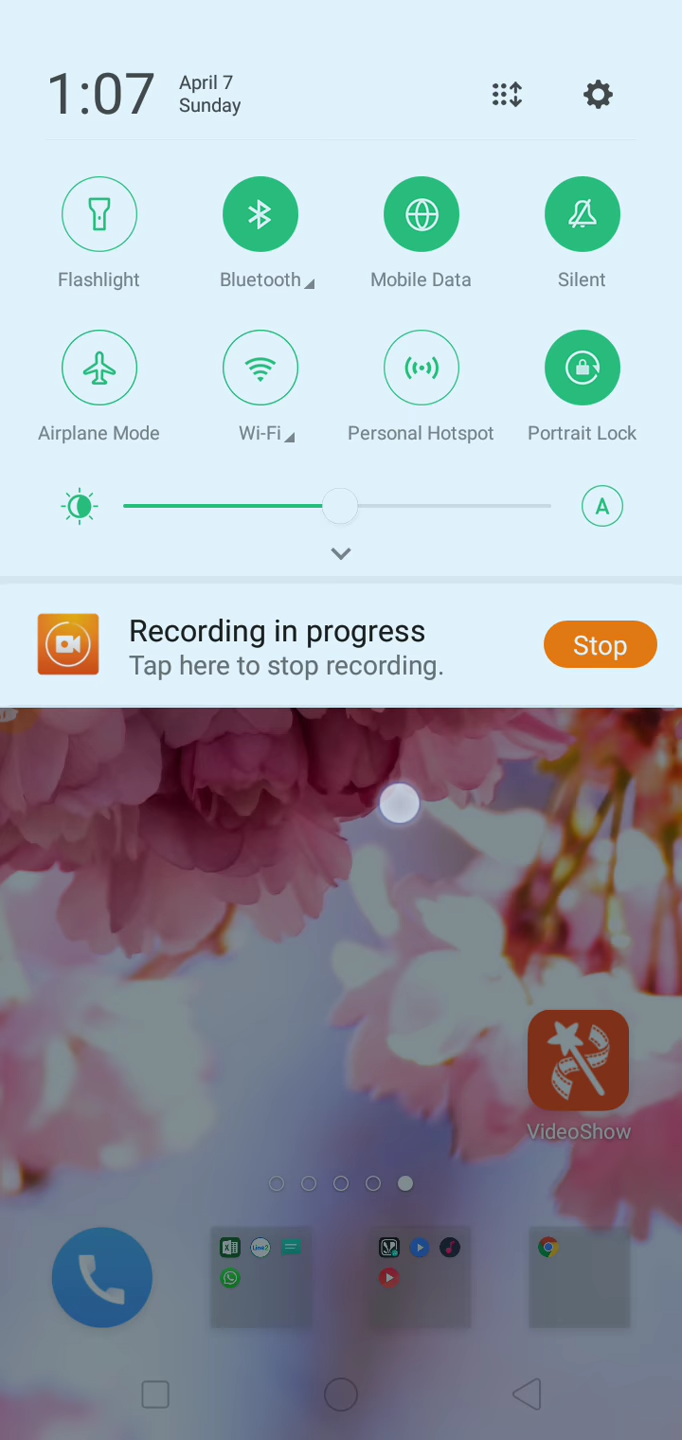 1:07
April 7
Sunday
Flashlight
Bluetooth
Mobile Data
Silent
Airplane Mode
Wi-Fi
Personal Hotspot
Portrait Lock
A
Recording in progress
Tap here to stop recording.
Stop
VideoShow